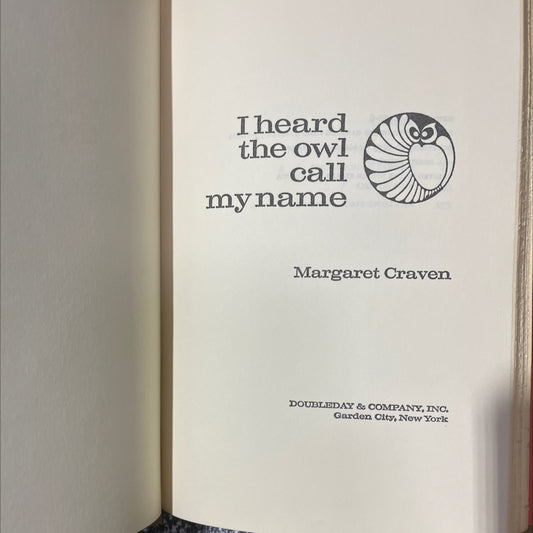 I heard
the owl
call
my name
Margaret Craven
DOUBLEDAY & COMPANY, INC.
Garden City, New York